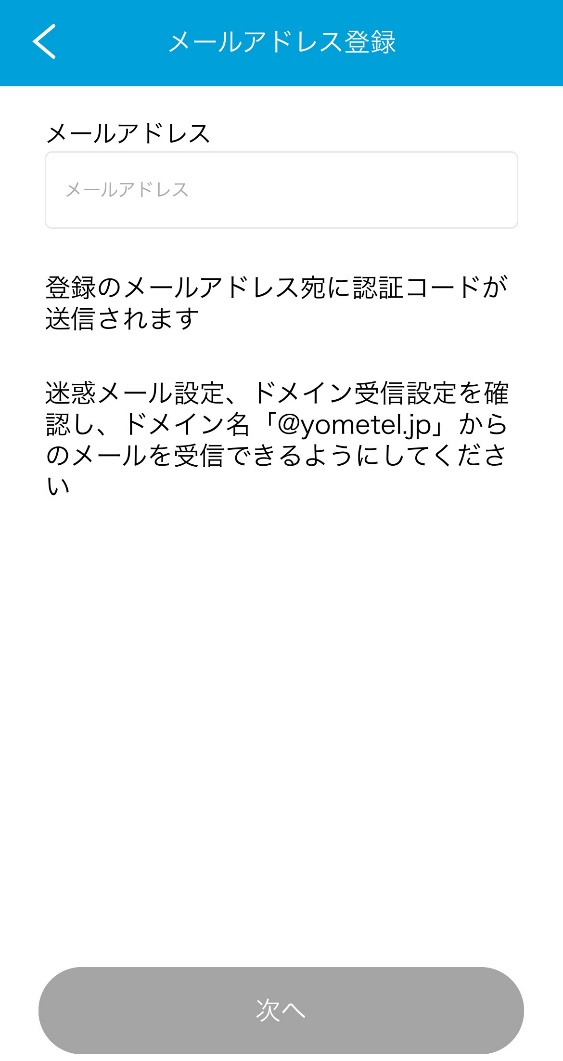 メールアドレス登録
メールアドレス
メールアドレス
登録のメールアドレス宛に認証コードが
送信されます
迷惑メール設定、ドメイン受信設定を確
認し、ドメイン名「@yometel.jp」から
のメールを受信できるようにしてくださ
い
次へ